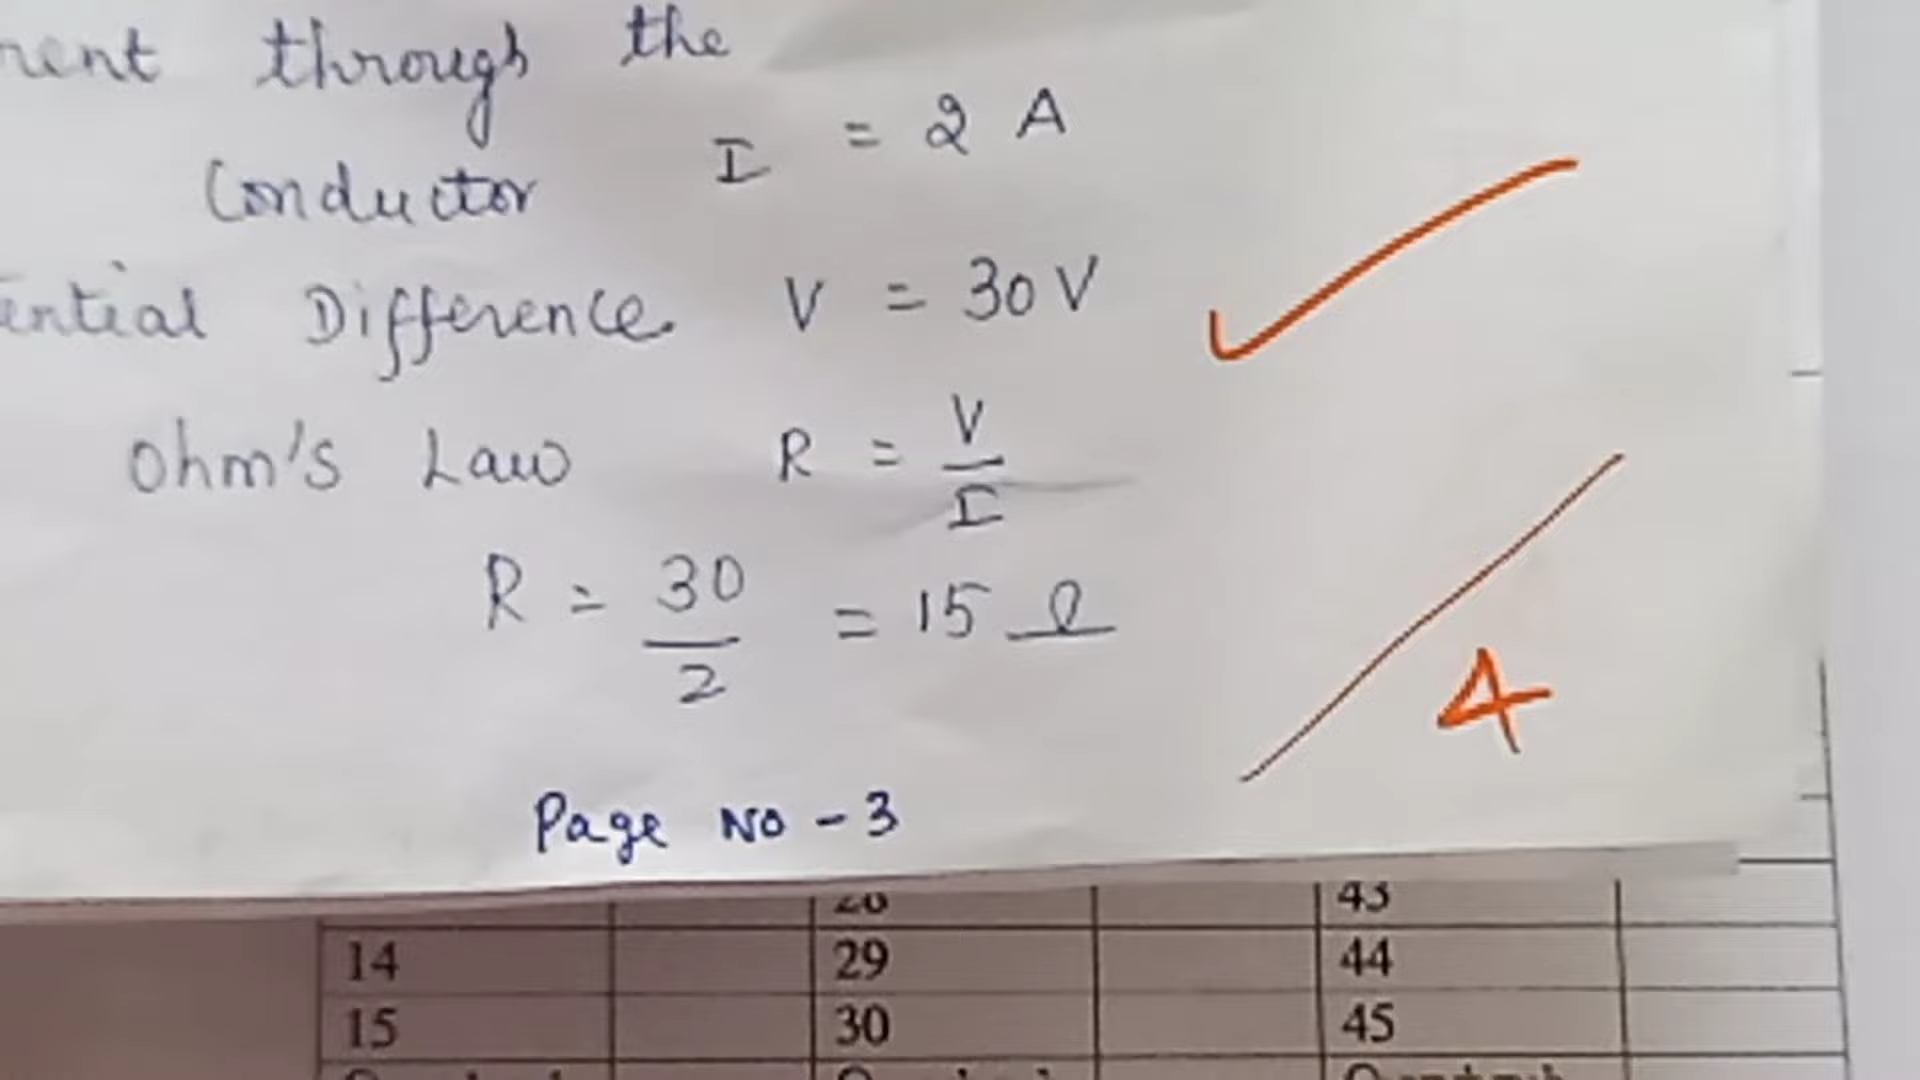 through the
Conductor I = 2 A
Difference V = 30 V
Ohm's Law R = V/I
R = 30/2 = 15 Ω
4
Page No - 3
43
14 29 44
15 30 45